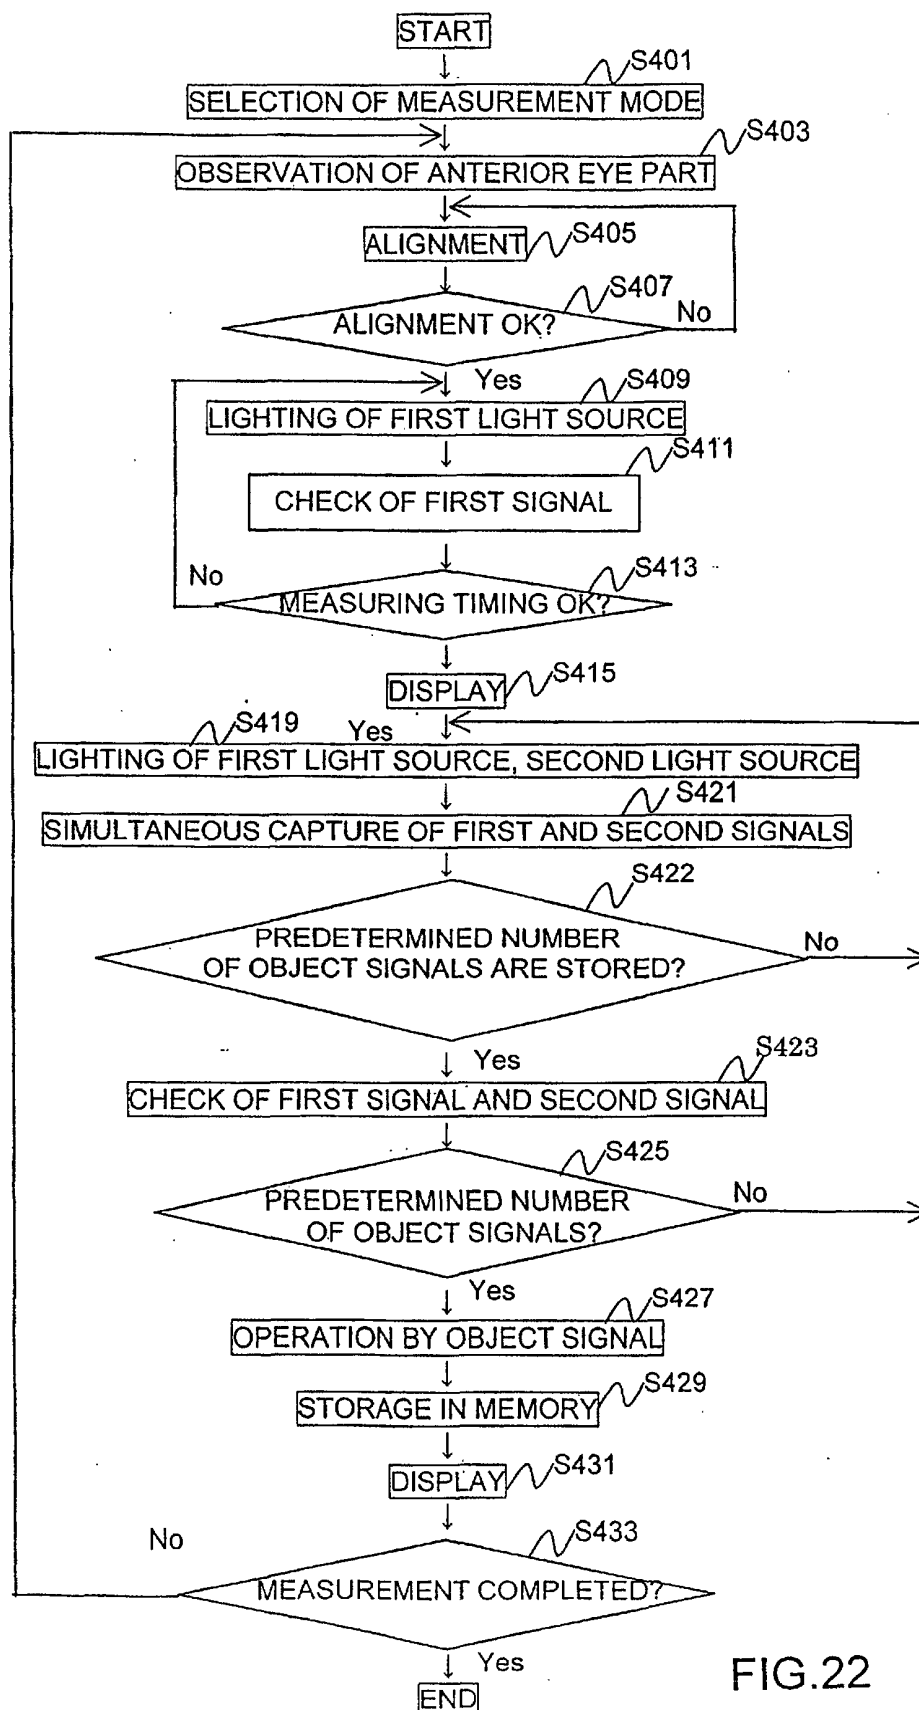 START
S401
SELECTION OF MEASUREMENT MODE
S403
OBSERVATION OF ANTERIOR EYE PART
ALIGNMENT
S405
S407
ALIGNMENT OK?
No
Yes
S409
LIGHTING OF FIRST LIGHT SOURCE
S411
CHECK OF FIRST SIGNAL
No
S413
MEASURING TIMING OK?
DISPLAY
S415
S419
Yes
LIGHTING OF FIRST LIGHT SOURCE, SECOND LIGHT SOURCE
S421
SIMULTANEOUS CAPTURE OF FIRST AND SECOND SIGNALS
S422
PREDETERMINED NUMBER
OF OBJECT SIGNALS ARE STORED?
No
Yes
S423
CHECK OF FIRST SIGNAL AND SECOND SIGNAL
S425
PREDETERMINED NUMBER
OF OBJECT SIGNALS?
No
Yes
S427
OPERATION BY OBJECT SIGNAL
S429
STORAGE IN MEMORY
DISPLAY
S431
No
S433
MEASUREMENT COMPLETED?
Yes
END
FIG.22